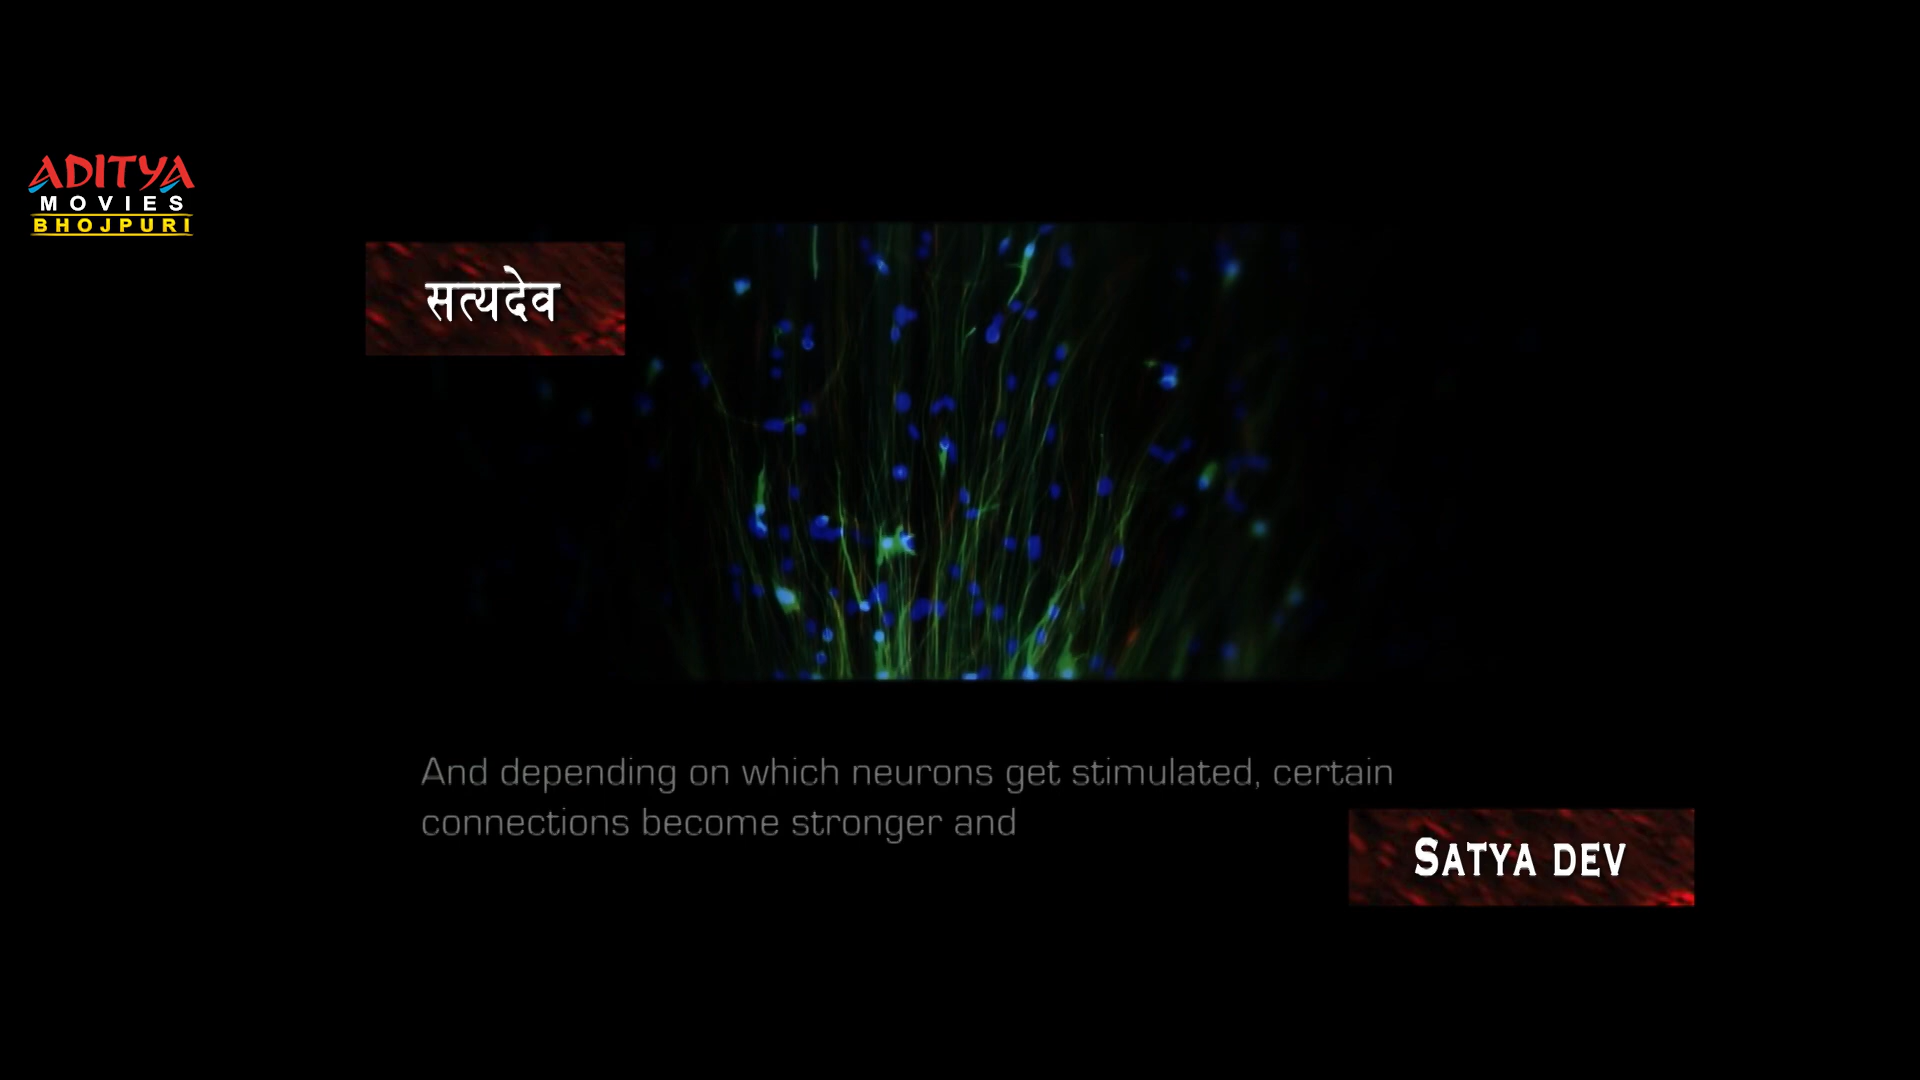 ADITYA
MOVIES
BHOJPURI
सत्यदेव
And depending on which neurons get stimulated, certain
connections become stronger and
SATYA DEV